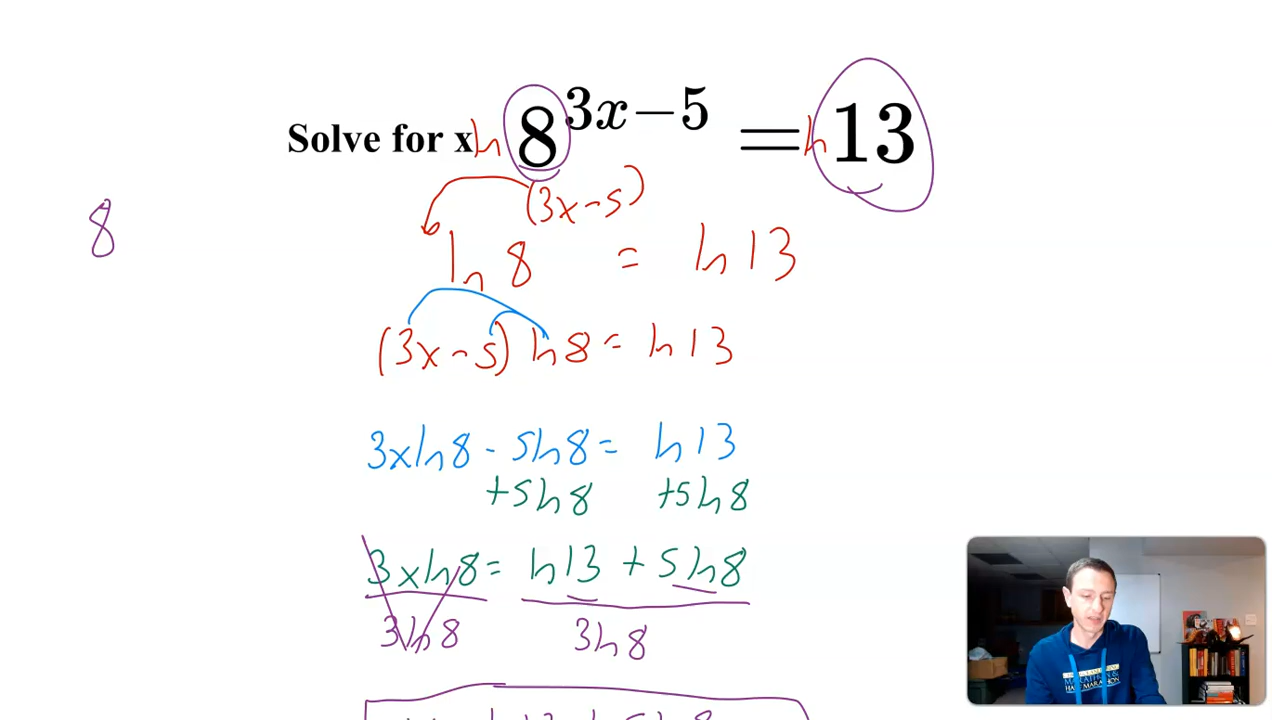 Solve for x ln 8^(3x-5) = ln 13
8
ln 8^(3x-5) = ln 13
(3x-5) ln 8 = ln 13
3x ln 8 - 5 ln 8 = ln 13
+5 ln 8 +5 ln 8
3x ln 8 = ln 13 + 5 ln 8
3 ln 8 3 ln 8